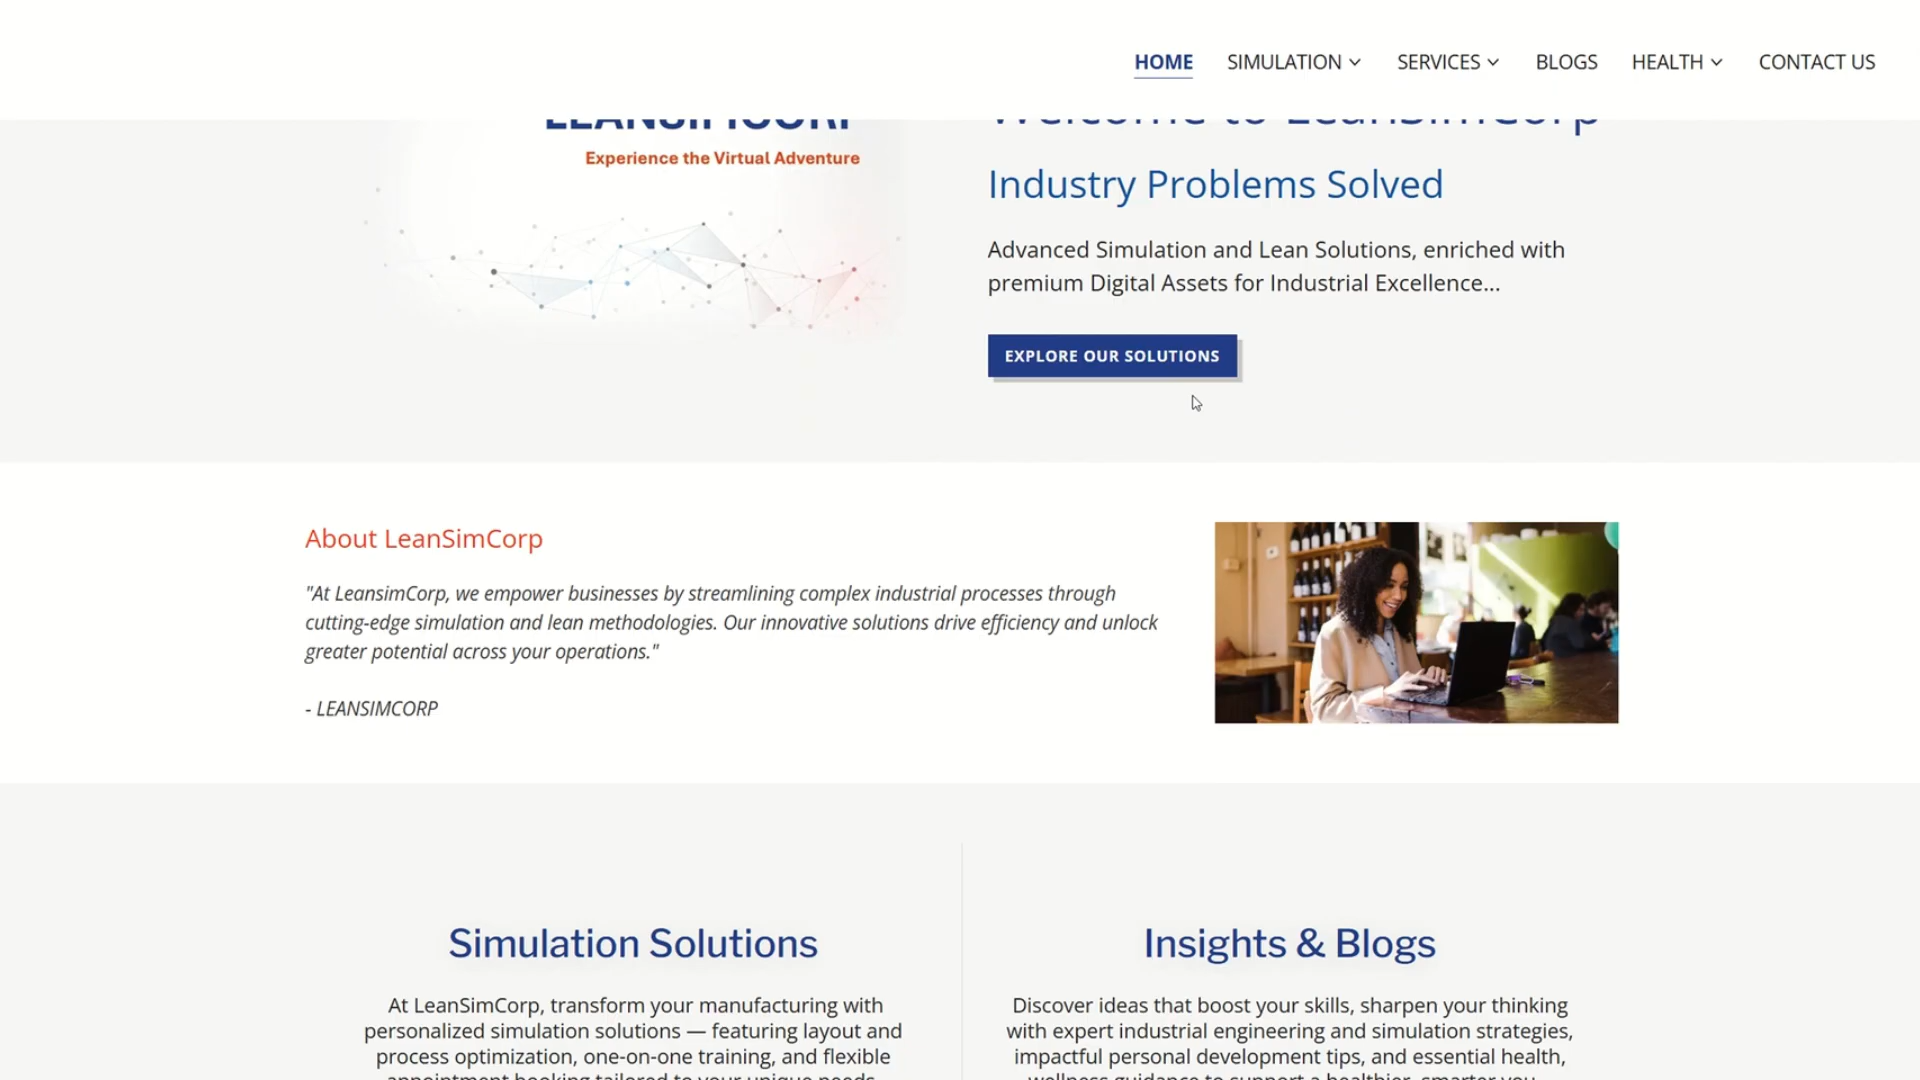 HOME SIMULATION SERVICES BLOGS HEALTH CONTACT US
LEANSIMCORP
Experience the Virtual Adventure
Welcome to LeanSimCorp
Industry Problems Solved
Advanced Simulation and Lean Solutions, enriched with
premium Digital Assets for Industrial Excellence...
EXPLORE OUR SOLUTIONS
About LeanSimCorp
"At LeansimCorp, we empower businesses by streamlining complex industrial processes through
cutting-edge simulation and lean methodologies. Our innovative solutions drive efficiency and unlock
greater potential across your operations."
- LEANSIMCORP
Simulation Solutions
At LeanSimCorp, transform your manufacturing with
personalized simulation solutions — featuring layout and
process optimization, one-on-one training, and flexible
appointment booking tailored to your unique needs
Insights & Blogs
Discover ideas that boost your skills, sharpen your thinking
with expert industrial engineering and simulation strategies,
impactful personal development tips, and essential health,
wellness guidance to support a healthier, smarter you